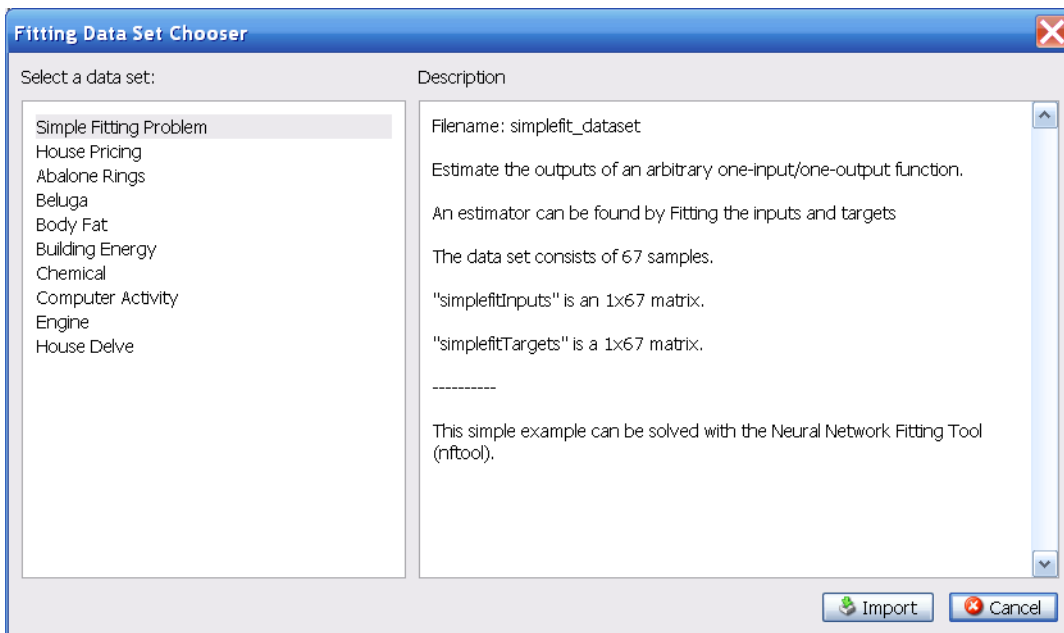 Fitting Data Set Chooser
Select a data set:
Simple Fitting Problem
House Pricing
Abalone Rings
Beluga
Body Fat
Building Energy
Chemical
Computer Activity
Engine
House Delve
Description
Filename: simplefit_dataset
Estimate the outputs of an arbitrary one-input/one-output function.
An estimator can be found by Fitting the inputs and targets
The data set consists of 67 samples.
"simplefitInputs" is an 1x67 matrix.
"simplefitTargets" is a 1x67 matrix.
----------
This simple example can be solved with the Neural Network Fitting Tool
(nftool).
Import
Cancel